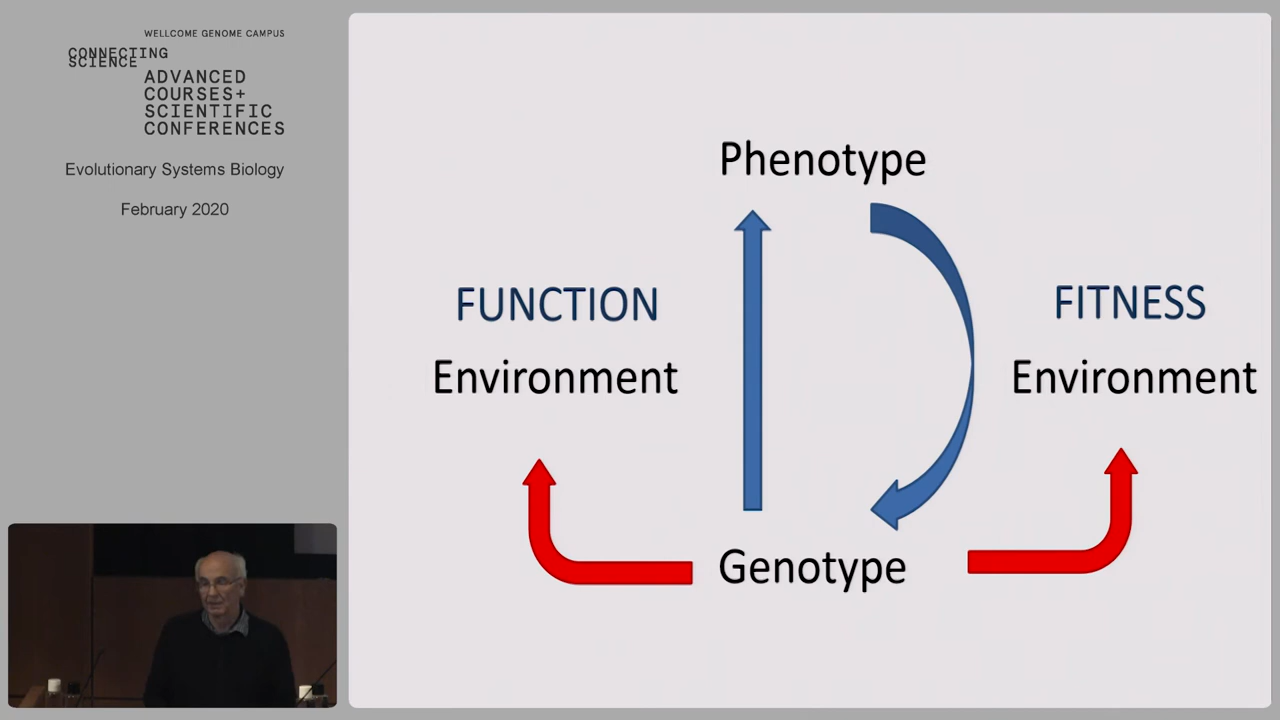 WELLCOME GENOME CAMPUS
CONNECTING
SCIENCE
ADVANCED
COURSES+
SCIENTIFIC
CONFERENCES
Evolutionary Systems Biology
February 2020
Phenotype
FUNCTION
Environment
FITNESS
Environment
Genotype